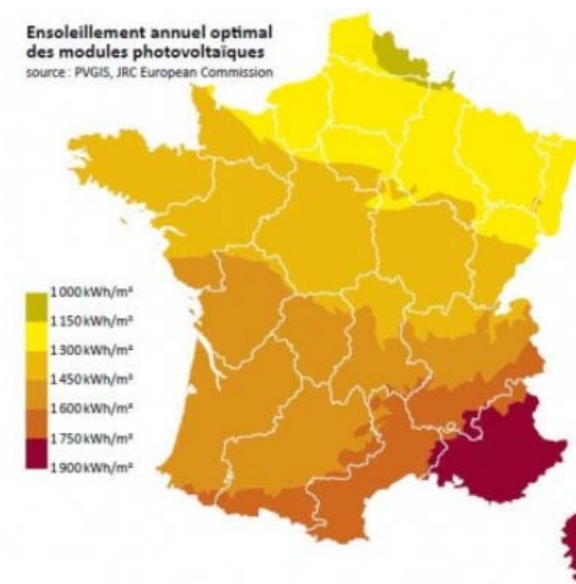 Ensoleillement annuel optimal
des modules photovoltaïques
source : PVGIS, JRC European Commission
1000 kWh/m²
1150 kWh/m²
1300 kWh/m²
1450 kWh/m²
1600 kWh/m²
1750 kWh/m²
1900 kWh/m²